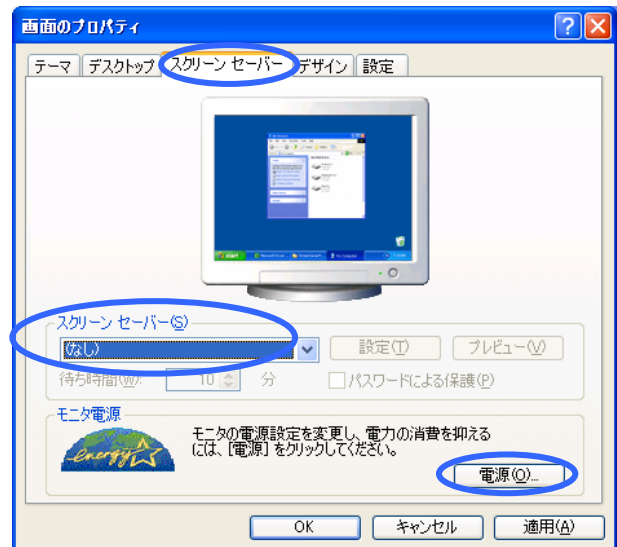 画面のプロパティ
テーマ デスクトップ スクリーン セーバー デザイン 設定
スクリーン セーバー(S)
(なし) 設定(T) プレビュー(V)
待ち時間(W): 10 分 パスワードによる保護(P)
モニタ電源
energy モニタの電源設定を変更し、電力の消費を抑える
には、[電源] をクリックしてください。
電源(O)...
OK キャンセル 適用(A)